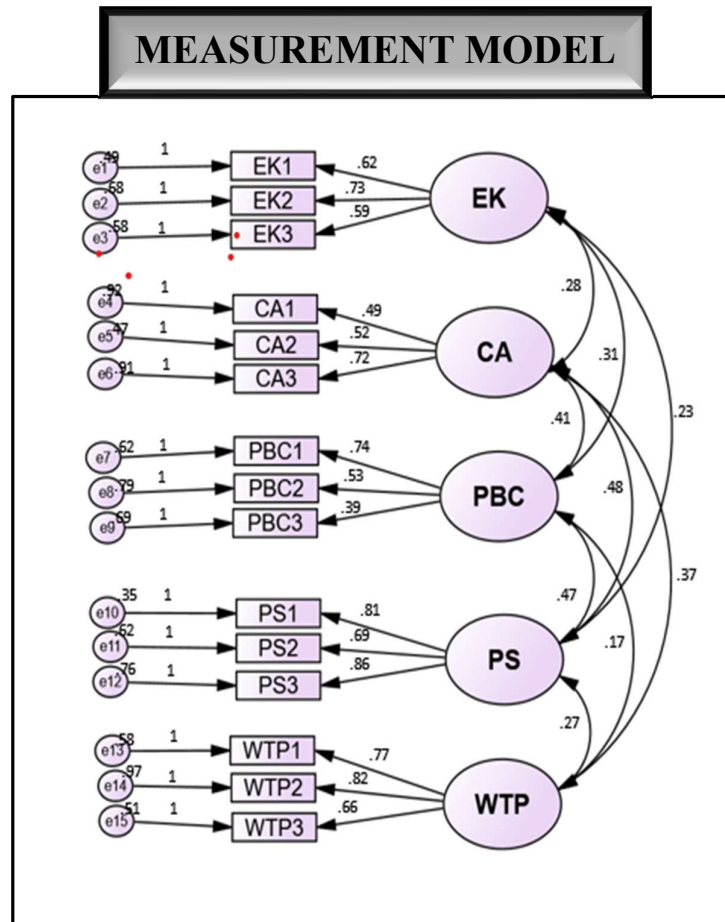 MEASUREMENT MODEL
e1 .49 1 EK1 .62 EK
e2 .68 1 EK2 .73
e3 .58 1 EK3 .59
.28
e4 .92 1 CA1 .49 CA
e5 .47 1 CA2 .52
e6 .91 1 CA3 .72
.31
.23
.41
e7 .62 1 PBC1 .74 PBC
e8 .79 1 PBC2 .53
e9 .69 1 PBC3 .39
.48
.37
.47
e10 .35 1 PS1 .81 PS
e11 .62 1 PS2 .69
e12 .76 1 PS3 .86
.17
.27
e13 .58 1 WTP1 .77 WTP
e14 .97 1 WTP2 .82
e15 .51 1 WTP3 .66